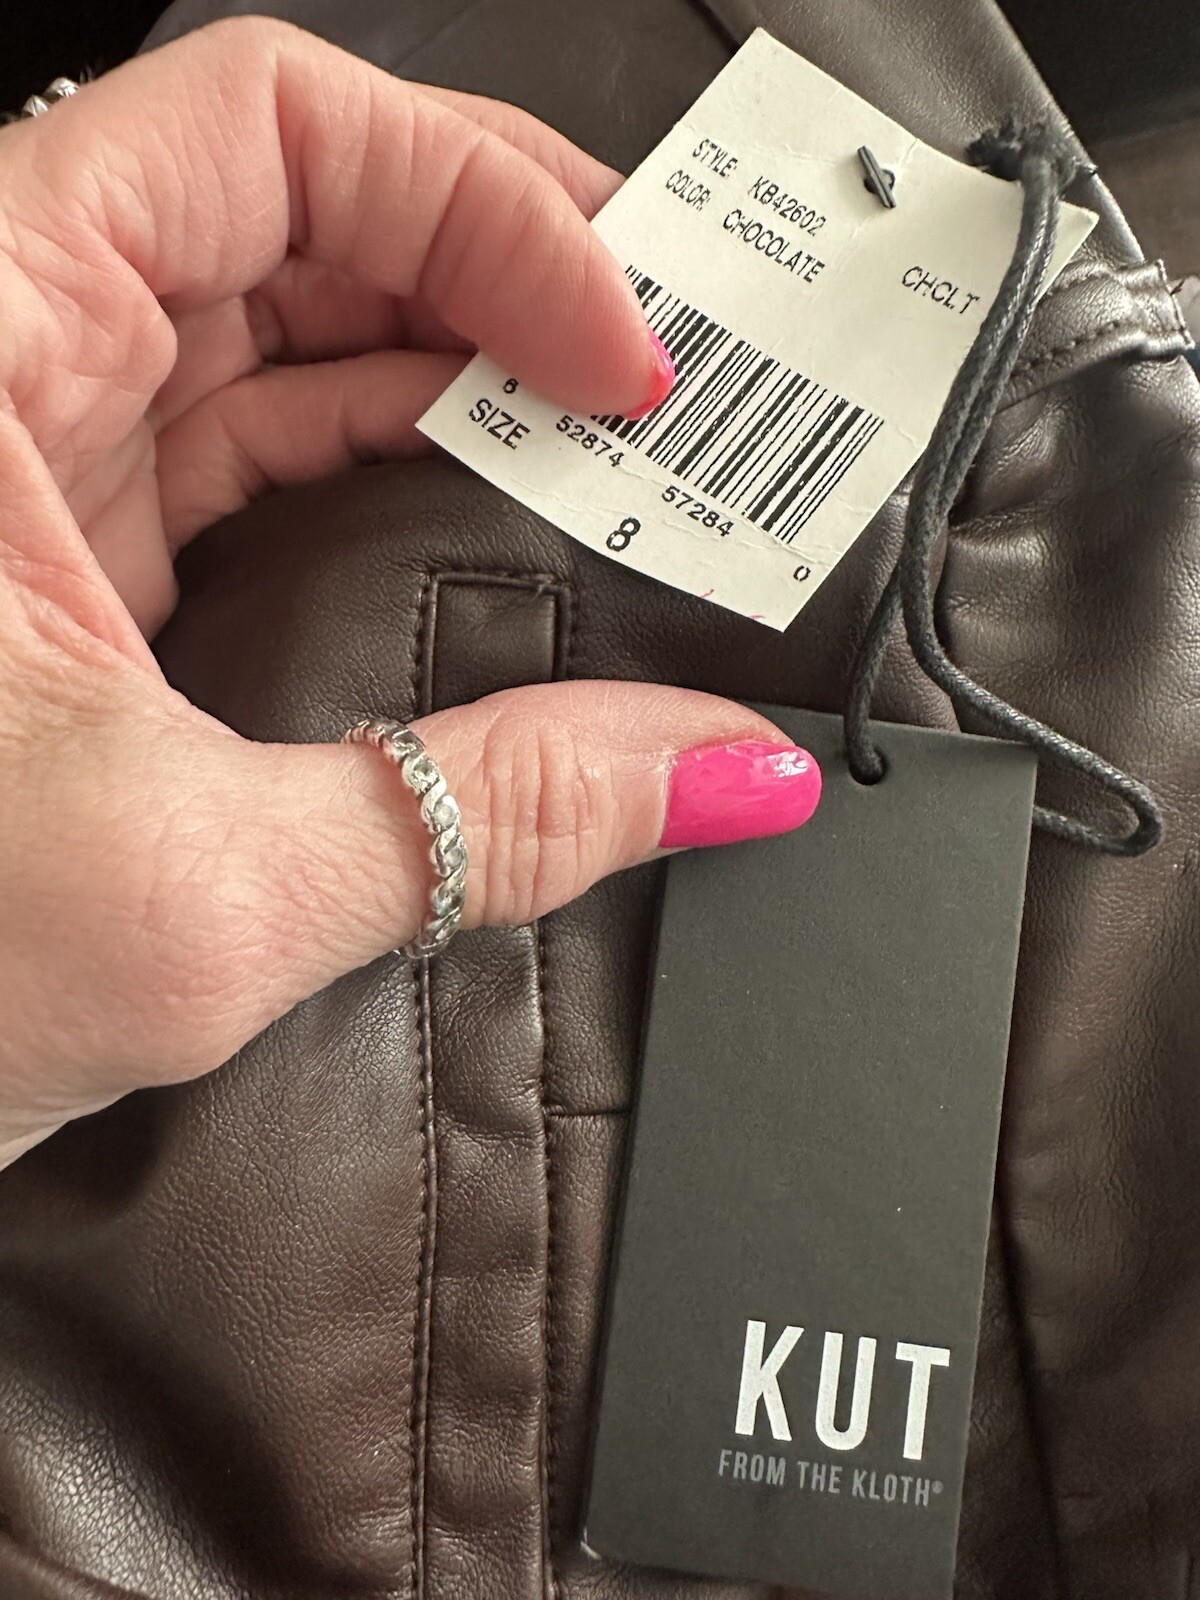 STYLE: KB42602
COLOR: CHOCOLATE
CHCLT
6 52874 57284 0
SIZE 8
KUT
FROM THE KLOTH®